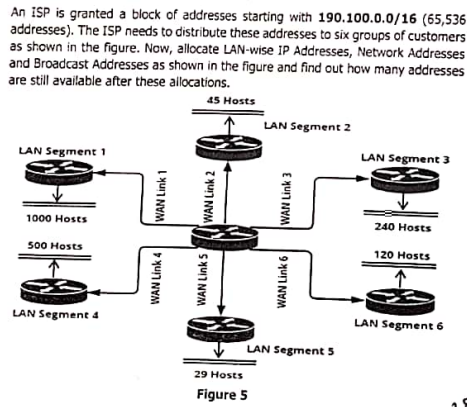 An ISP is granted a block of addresses starting with 190.100.0.0/16 (65,536
addresses). The ISP needs to distribute these addresses to six groups of customers
as shown in the figure. Now, allocate LAN-wise IP Addresses, Network Addresses
and Broadcast Addresses as shown in the figure and find out how many addresses
are still available after these allocations.
45 Hosts
LAN Segment 2
LAN Segment 1
LAN Segment 3
WAN Link 1
WAN Link 2
WAN Link 3
1000 Hosts
240 Hosts
500 Hosts
120 Hosts
WAN Link 4
WAN Link 5
WAN Link 6
LAN Segment 4
LAN Segment 6
LAN Segment 5
29 Hosts
Figure 5